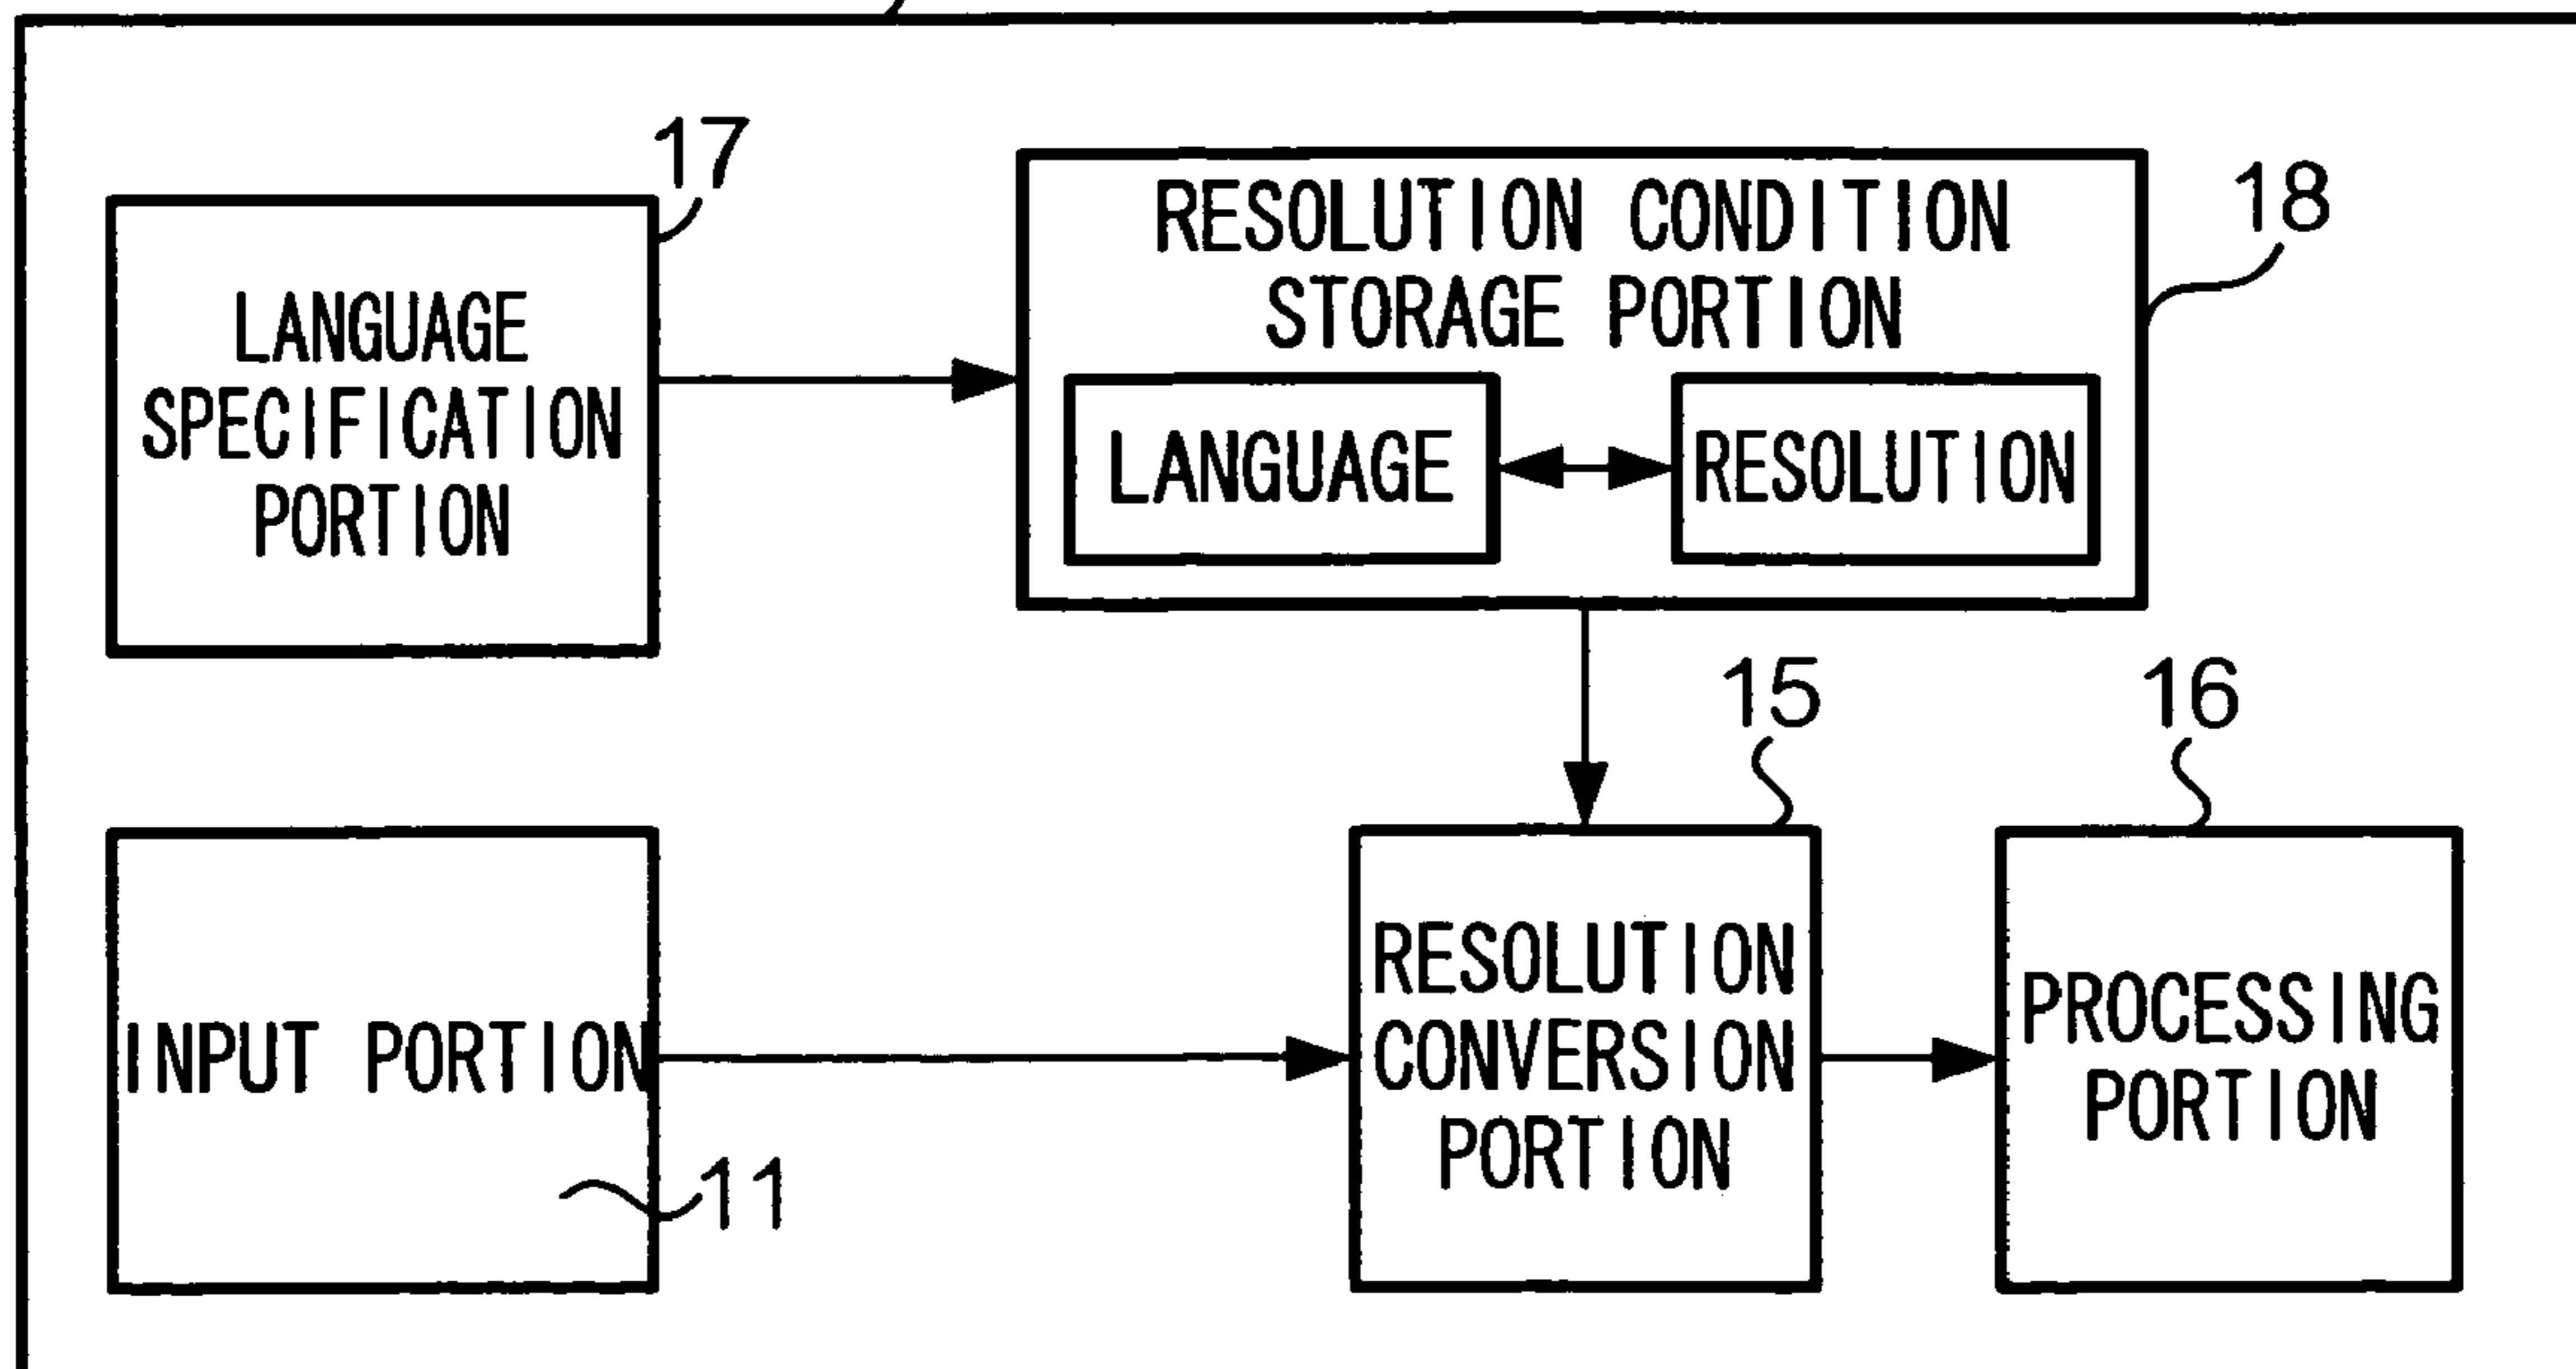 17
LANGUAGE
SPECIFICATION
PORTION
RESOLUTION CONDITION
STORAGE PORTION
18
LANGUAGE
RESOLUTION
15
16
INPUT PORTION
11
RESOLUTION
CONVERSION
PORTION
PROCESSING
PORTION